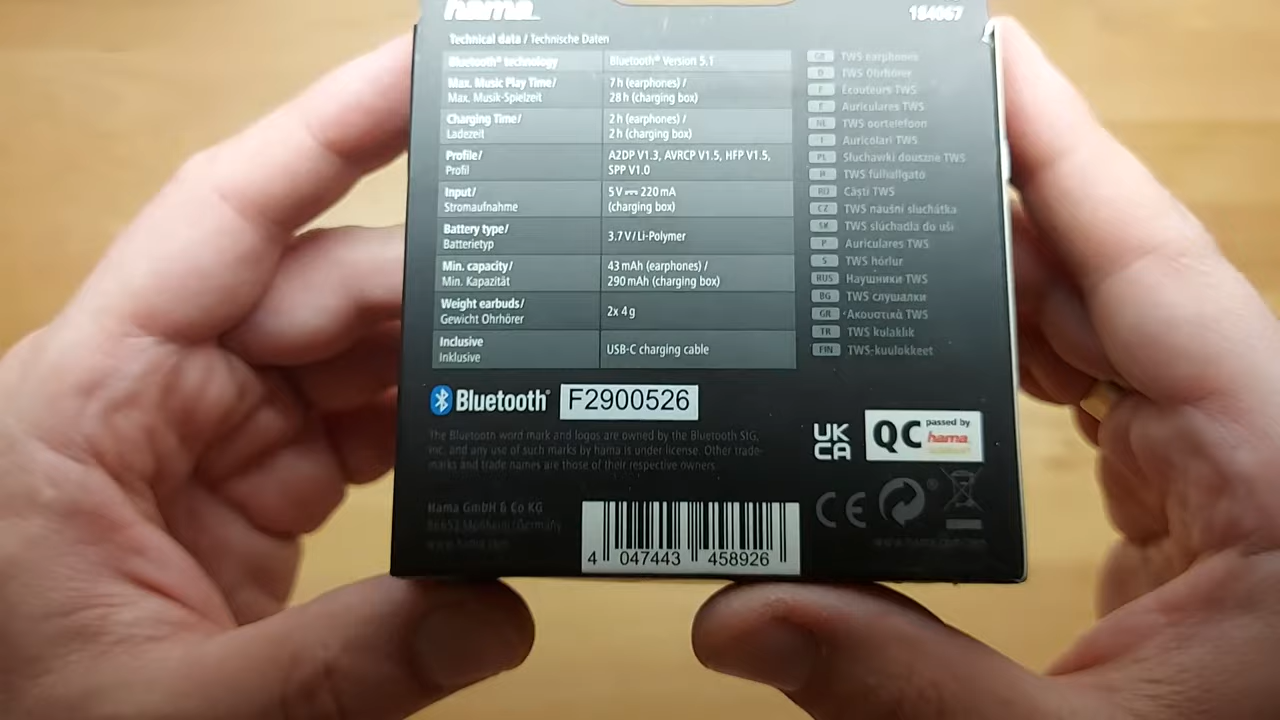 hama
184067
Technical data / Technische Daten
Bluetooth® technology
Bluetooth® Version 5.1
Max. Music Play Time/
Max. Musik-Spielzeit
7 h (earphones) /
28 h (charging box)
Charging Time/
Ladezeit
2 h (earphones) /
2 h (charging box)
Profile/
Profil
A2DP V1.3, AVRCP V1.5, HFP V1.5,
SPP V1.0
Input/
Stromaufnahme
5 V ⎓ 220 mA
(charging box)
Battery type/
Batterietyp
3.7 V / Li-Polymer
Min. capacity/
Min. Kapazität
43 mAh (earphones) /
290 mAh (charging box)
Weight earbuds/
Gewicht Ohrhörer
2x 4 g
Inclusive
Inklusive
USB-C charging cable
GB TWS earphones
D TWS Ohrhörer
F Écouteurs TWS
E Auriculares TWS
NL TWS oortelefoon
I Auricolari TWS
PL Słuchawki douszne TWS
H TWS fülhallgató
RO Căști TWS
CZ TWS naušní sluchátka
SK TWS slúchadla do uší
P Auriculares TWS
S TWS hörlur
RUS Наушники TWS
BG TWS слушалки
GR Ακουστικά TWS
TR TWS kulaklık
FIN TWS-kuulokkeet
Bluetooth®
F2900526
The Bluetooth word mark and logos are owned by the Bluetooth SIG,
Inc. and any use of such marks by hama is under license. Other trade-
marks and trade names are those of their respective owners.
UK
CA
QC passed by
hama
Hama GmbH & Co KG
86652 Monheim/Germany
www.hama.com
CE
®
www.hama.com
4 047443 458926